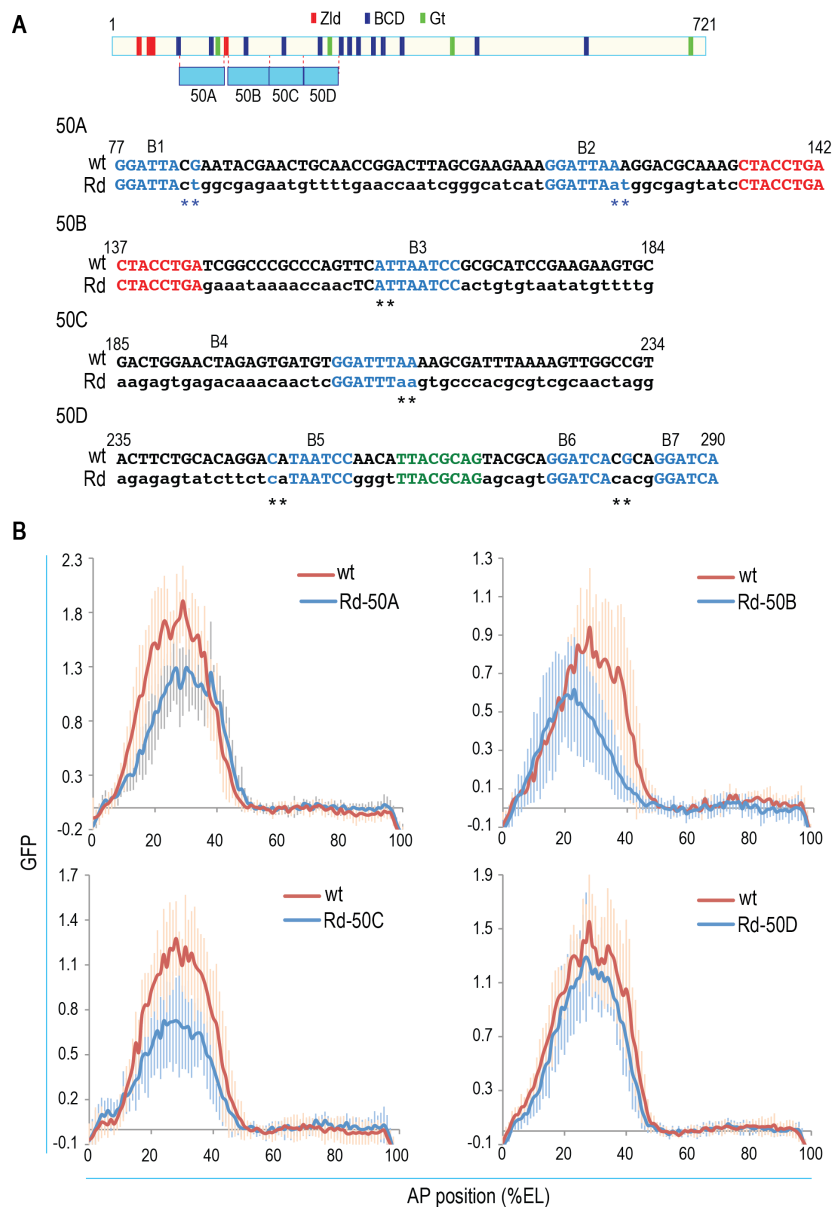 A
1
Zld
BCD
Gt
721
50A
50B
50C
50D
50A
77
B1
B2
142
wt GGATTACGAATACGAACTGCAACCGGACTTAGCGAAGAAAGGATTAAAGGACGCAAAGCTACCTGA
Rd GGATTActggcgagaatgttttgaaccaatcgggcatcatGGATTAatggcgagtatcCTACCTGA
** **
50B
137
B3
184
wt CTACCTGATCGGCCCGCCCAGTTCATTAATCCGCGCATCCGAAGAAGTGC
Rd CTACCTGAgaaataaaaccaactcATTAATCCactgtgtaatatgttttg
**
50C
185
B4
234
wt GACTGGAACTAGAGTGATGTGGATTTAAAAGCGATTTAAAAGTTGGCCGT
Rd aagagtgagacaaacaactcGGATTTaagtgcccacgcgtcgcaactagg
**
50D
235
B5
B6
B7
290
wt ACTTCTGCACAGGACATAATCCAACATTACGCAGTACGCAGGATCACGCAGGATCA
Rd agagagtatcttctcaTAATCCgggtTTACGCAGagcagtGGATCAcacgGGATCA
** **
B
GFP
2.3
1.8
1.3
0.8
0.3
-0.2
0 20 40 60 80 100
wt
Rd-50A
1.3
1.1
0.9
0.7
0.5
0.3
0.1
-0.1
0 20 40 60 80 100
wt
Rd-50B
1.7
1.4
1.1
0.8
0.5
0.2
-0.1
0 20 40 60 80 100
wt
Rd-50C
1.9
1.5
1.1
0.7
0.3
-0.1
0 20 40 60 80 100
wt
Rd-50D
AP position (%EL)